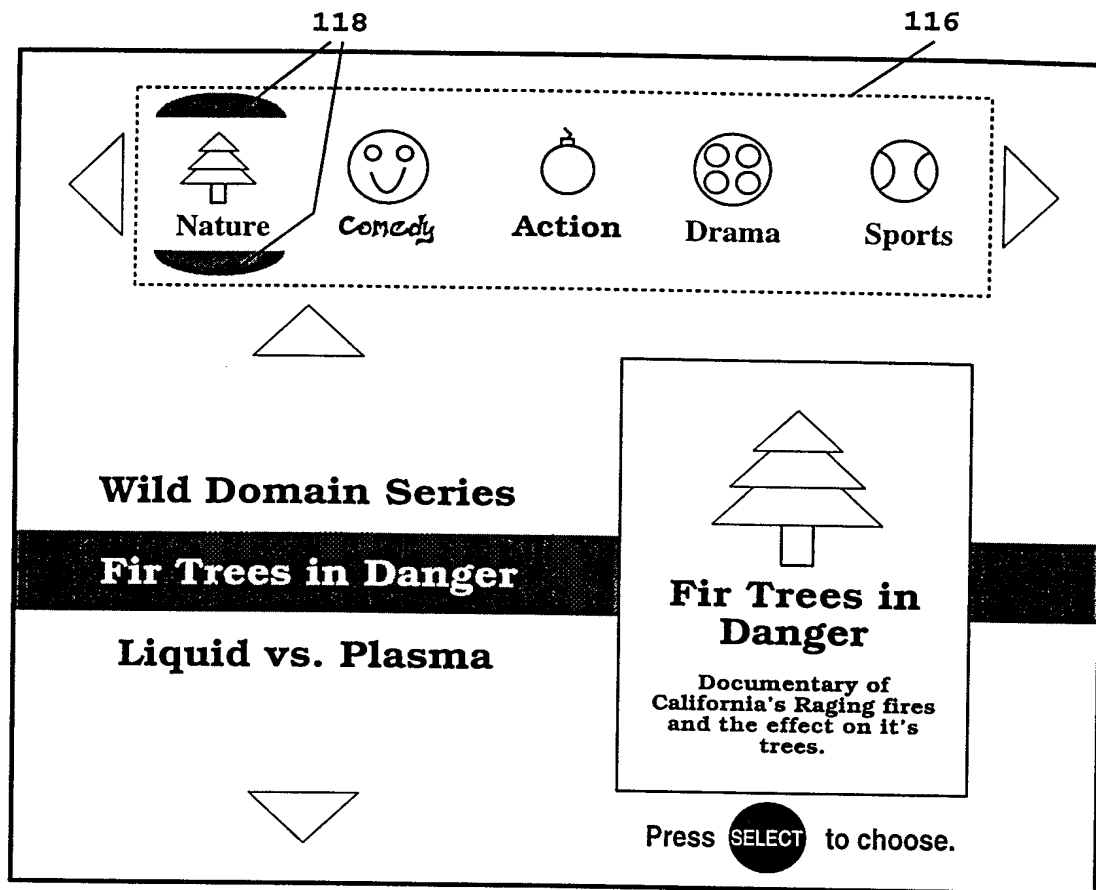 118
116
Nature
Comedy
Action
Drama
Sports
Wild Domain Series
Fir Trees in Danger
Liquid vs. Plasma
Fir Trees in
Danger
Documentary of
California's Raging fires
and the effect on it's
trees.
Press SELECT to choose.